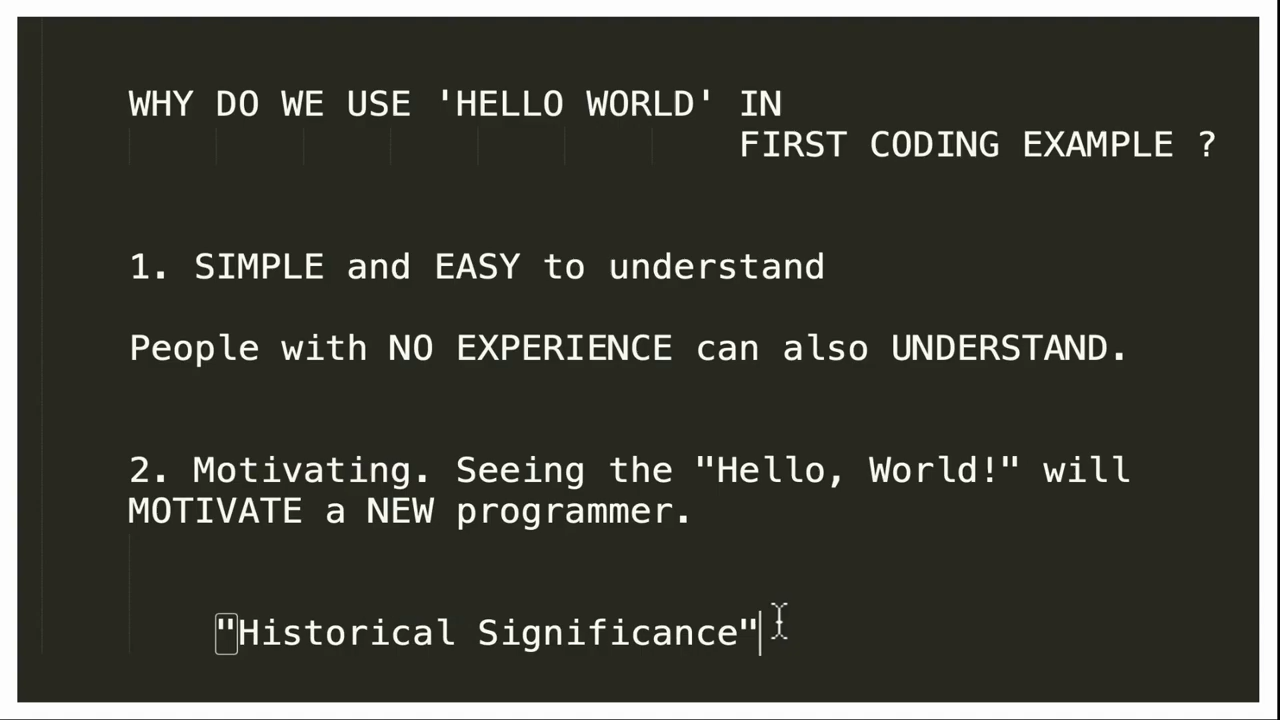 WHY DO WE USE 'HELLO WORLD' IN
FIRST CODING EXAMPLE ?
1. SIMPLE and EASY to understand
People with NO EXPERIENCE can also UNDERSTAND.
2. Motivating. Seeing the "Hello, World!" will
MOTIVATE a NEW programmer.
"Historical Significance"